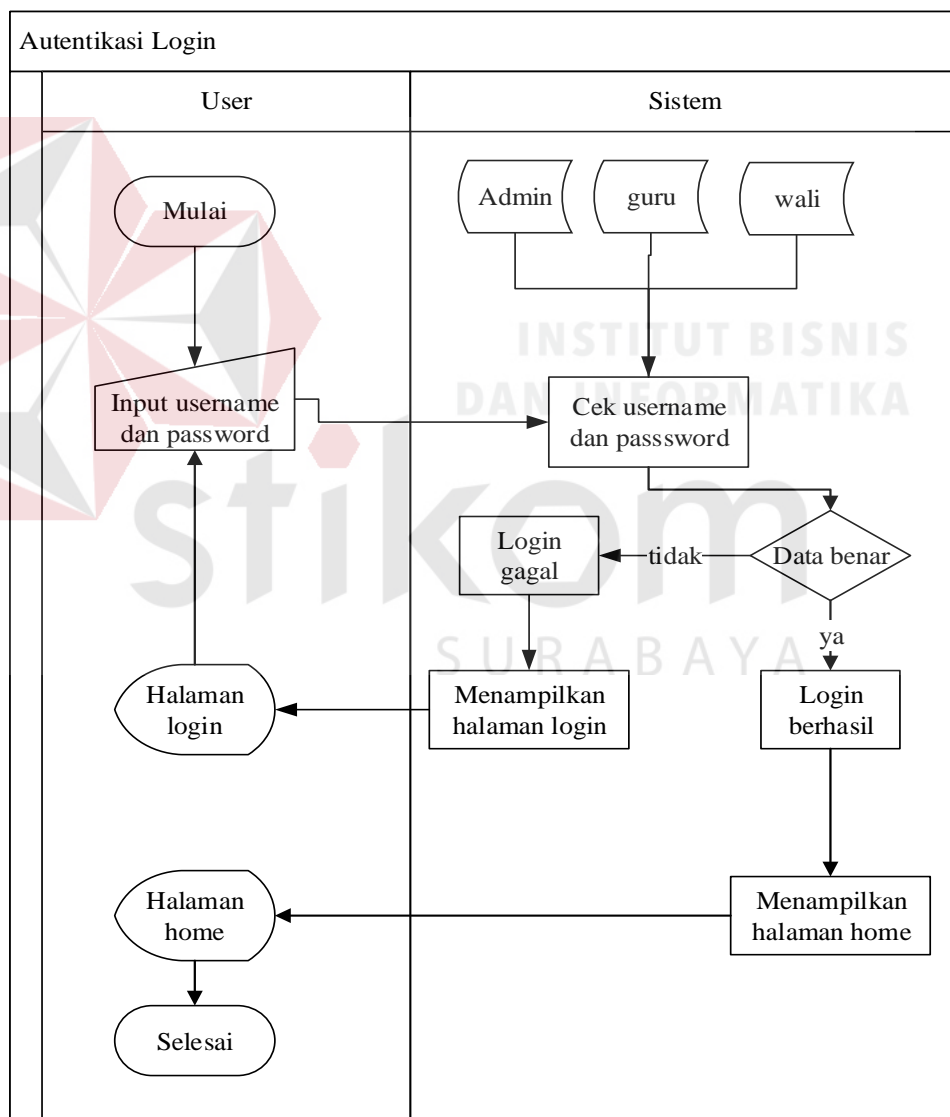 Autentikasi Login
User
Sistem
Mulai
Admin
guru
wali
INSTITUT BISNIS
DAN INFORMATIKA
Input username
dan password
Cek username
dan passsword
stikom
SURABAYA
Login
gagal
tidak
Data benar
ya
Halaman
login
Menampilkan
halaman login
Login
berhasil
Halaman
home
Menampilkan
halaman home
Selesai